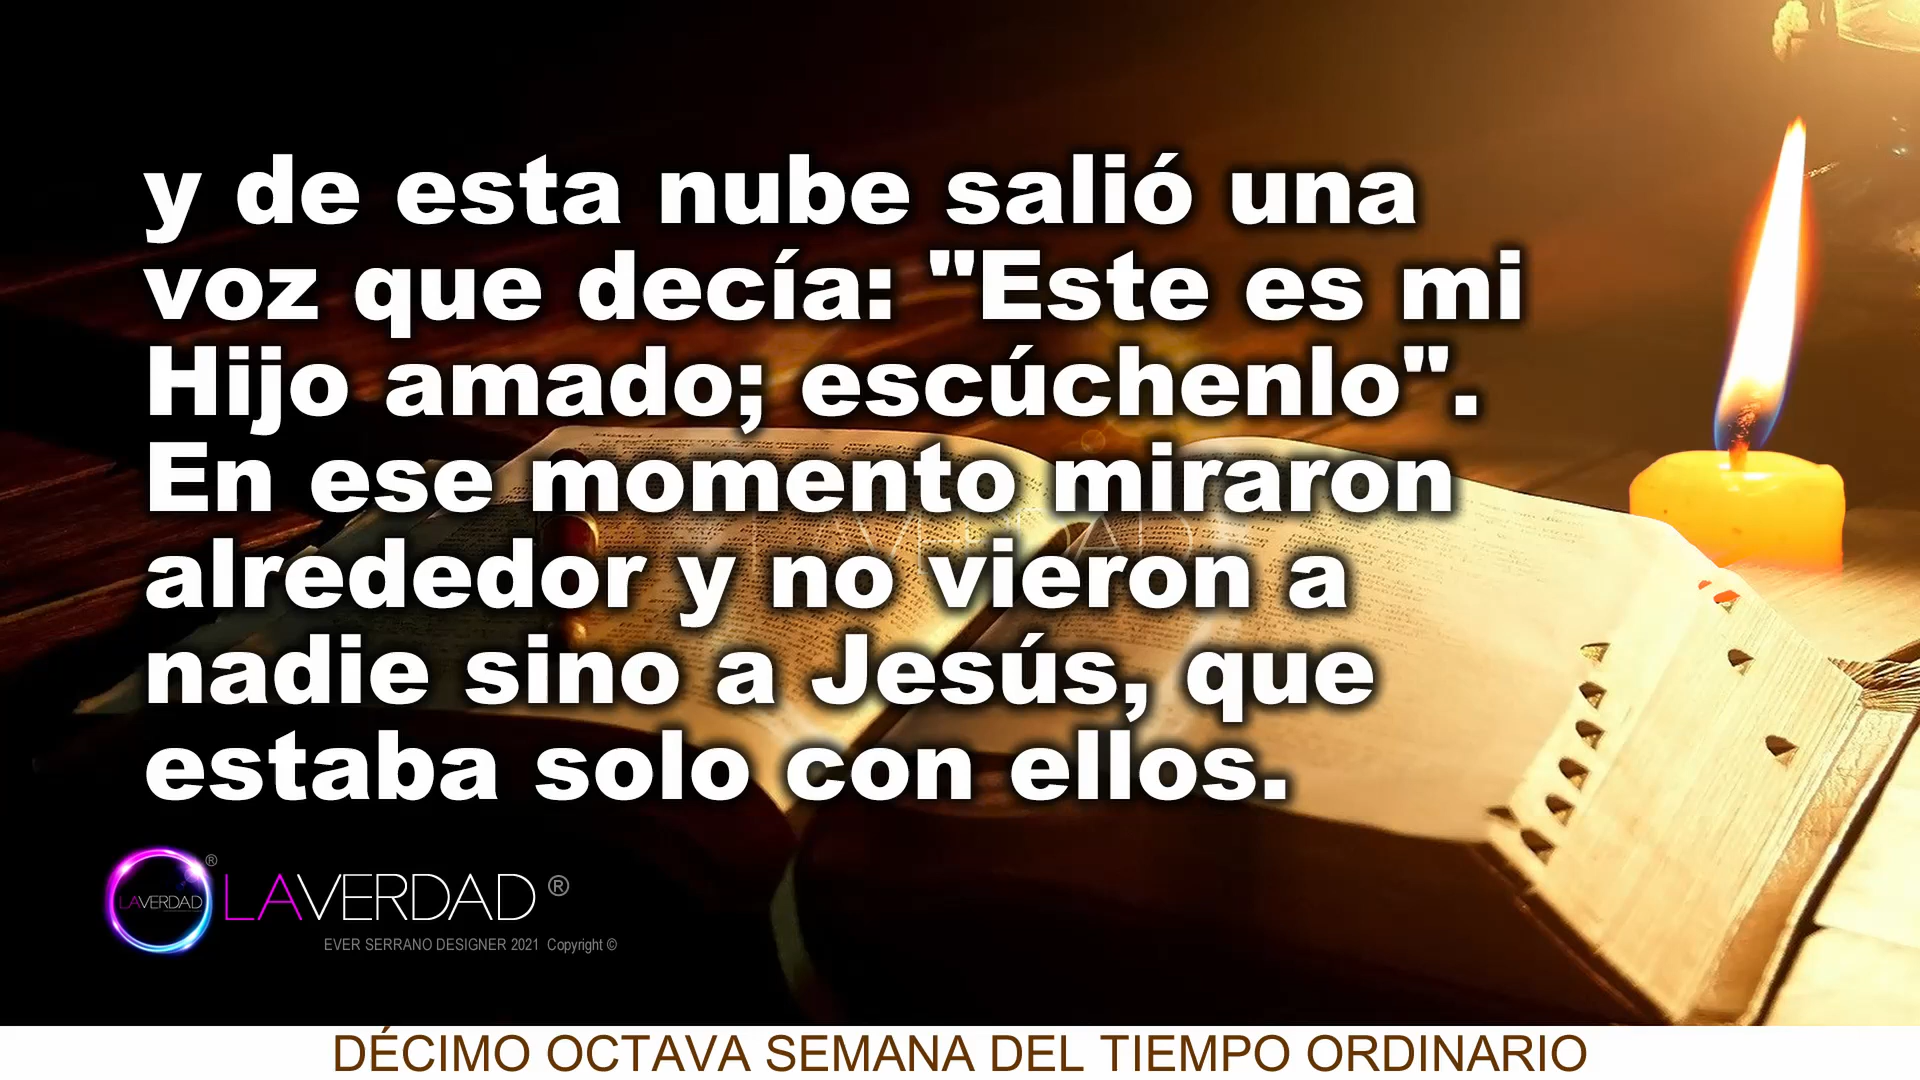 y de esta nube salió una
voz que decía: "Este es mi
Hijo amado; escúchenlo".
En ese momento miraron
alrededor y no vieron a
nadie sino a Jesús, que
estaba solo con ellos.
LAVERDAD ®
LAVERDAD ®
EVER SERRANO DESIGNER 2021 Copyright ©
DÉCIMO OCTAVA SEMANA DEL TIEMPO ORDINARIO